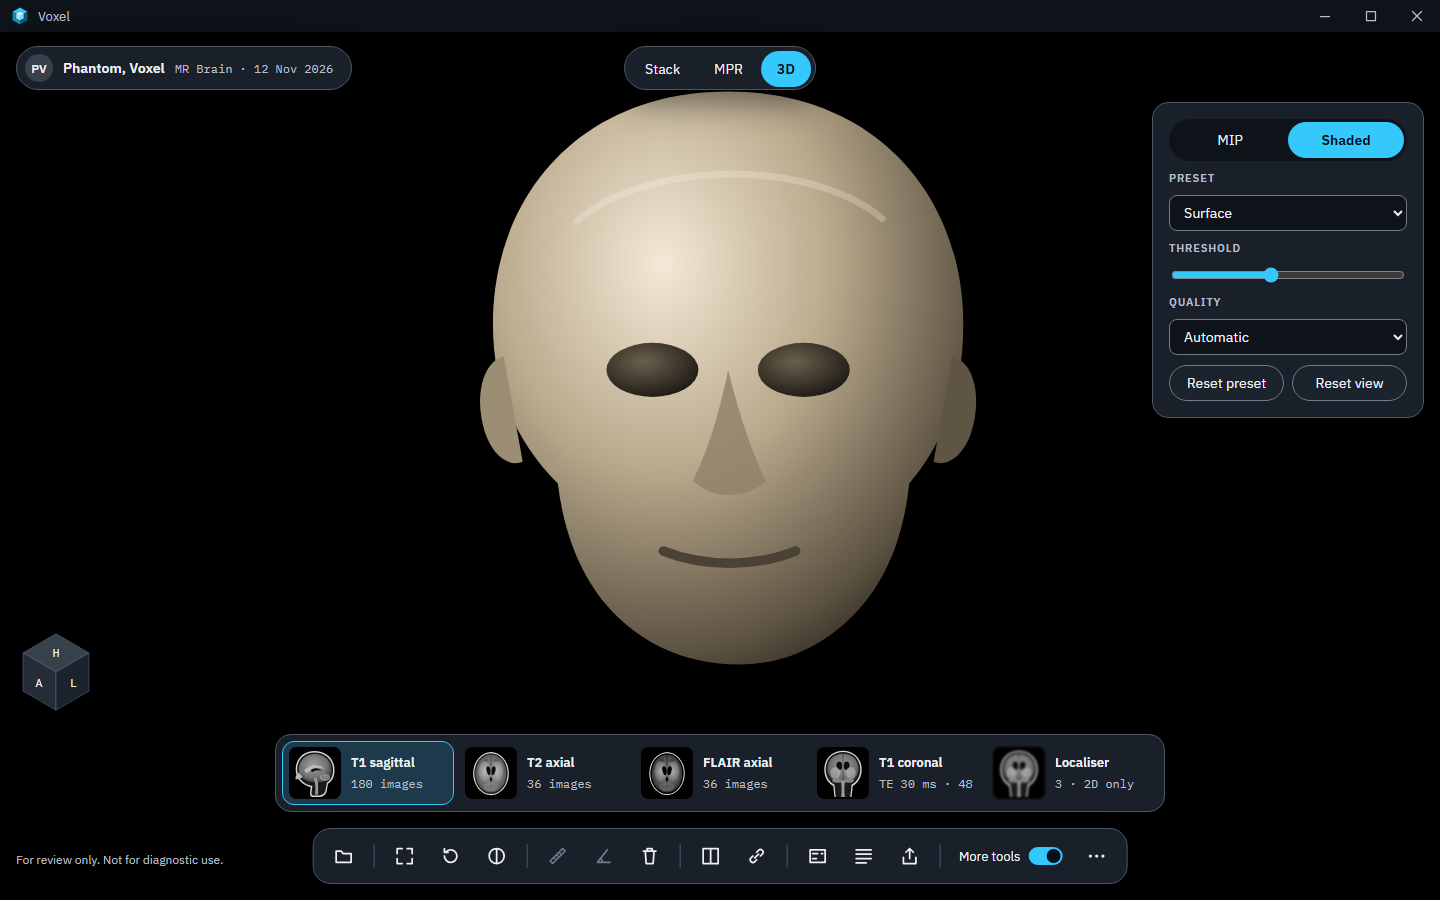 Voxel
PV Phantom, Voxel MR Brain · 12 Nov 2026
Stack MPR 3D
MIP Shaded
PRESET
Surface
THRESHOLD
QUALITY
Automatic
Reset preset Reset view
H
A L
T1 sagittal
180 images
T2 axial
36 images
FLAIR axial
36 images
T1 coronal
TE 30 ms · 48
Localiser
3 · 2D only
For review only. Not for diagnostic use.
More tools